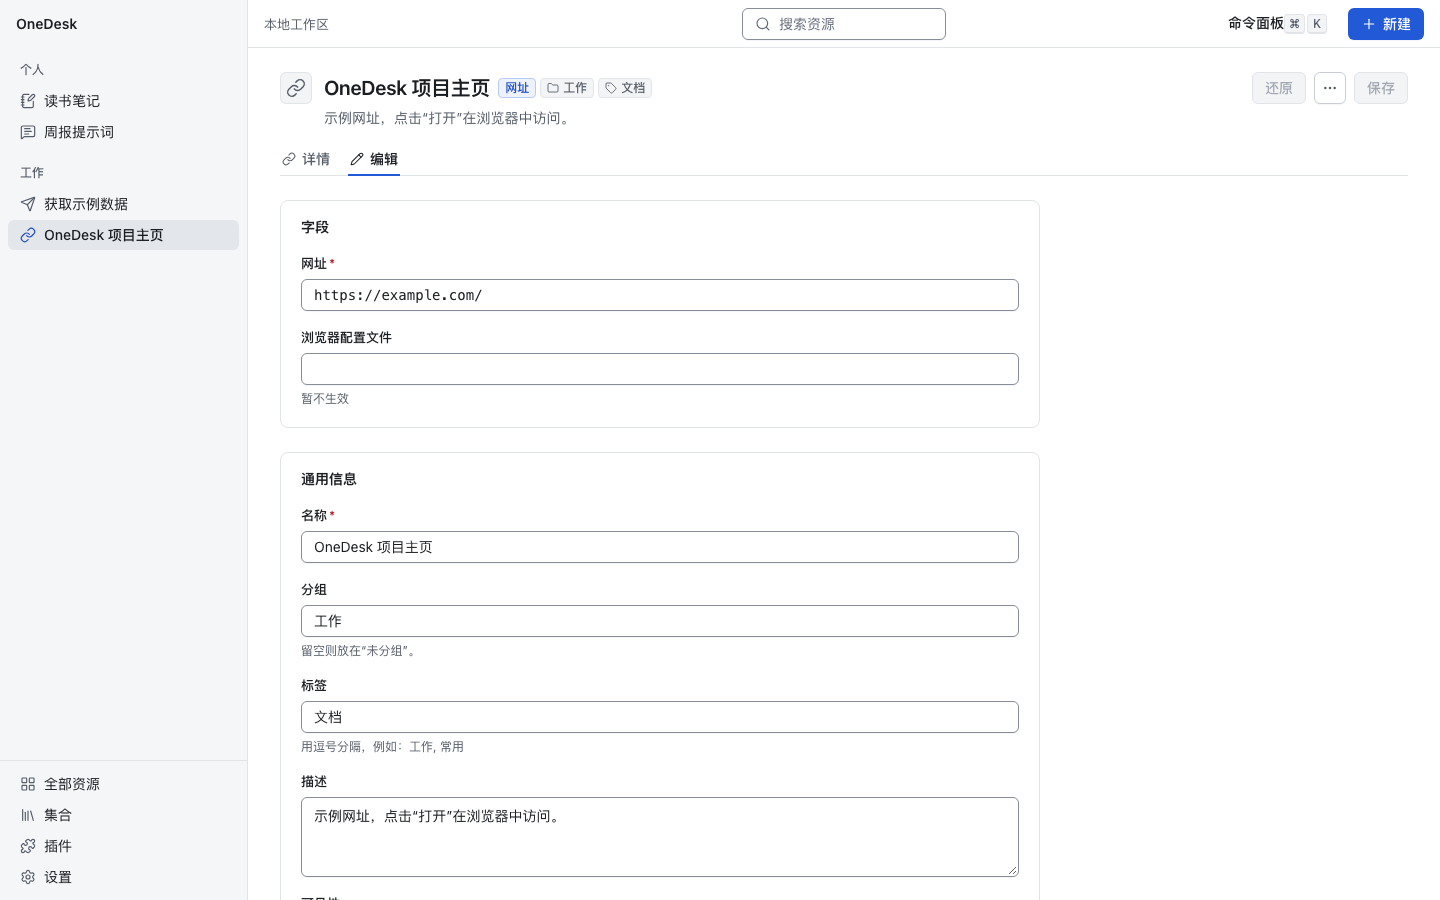 OneDesk
个人
读书笔记
周报提示词
工作
获取示例数据
OneDesk 项目主页
全部资源
集合
插件
设置
本地工作区
搜索资源
命令面板 ⌘ K
新建
OneDesk 项目主页 网址 工作 文档
还原 ··· 保存
示例网址，点击“打开”在浏览器中访问。
详情 编辑
字段
网址 *
https://example.com/
浏览器配置文件
暂不生效
通用信息
名称 *
OneDesk 项目主页
分组
工作
留空则放在“未分组”。
标签
文档
用逗号分隔，例如：工作, 常用
描述
示例网址，点击“打开”在浏览器中访问。